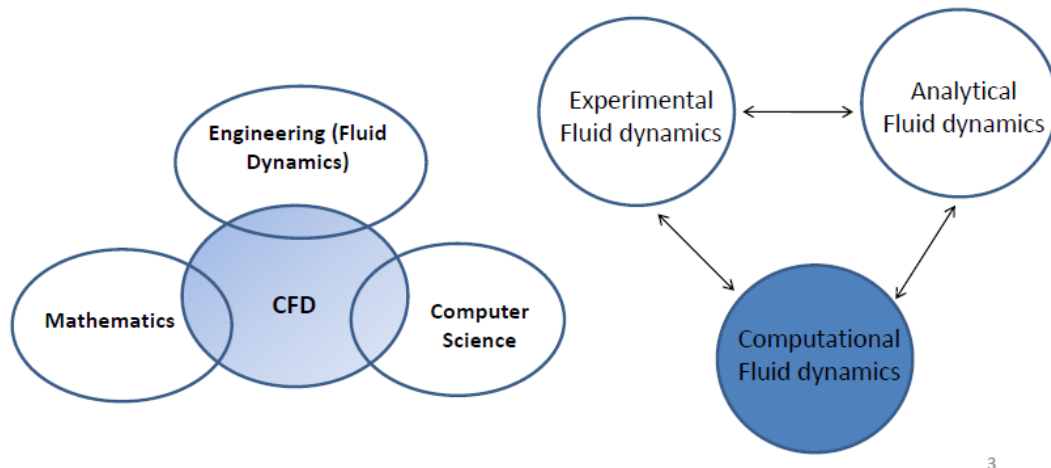 Engineering (Fluid
Dynamics)
Mathematics
CFD
Computer
Science
Experimental
Fluid dynamics
Analytical
Fluid dynamics
Computational
Fluid dynamics
3